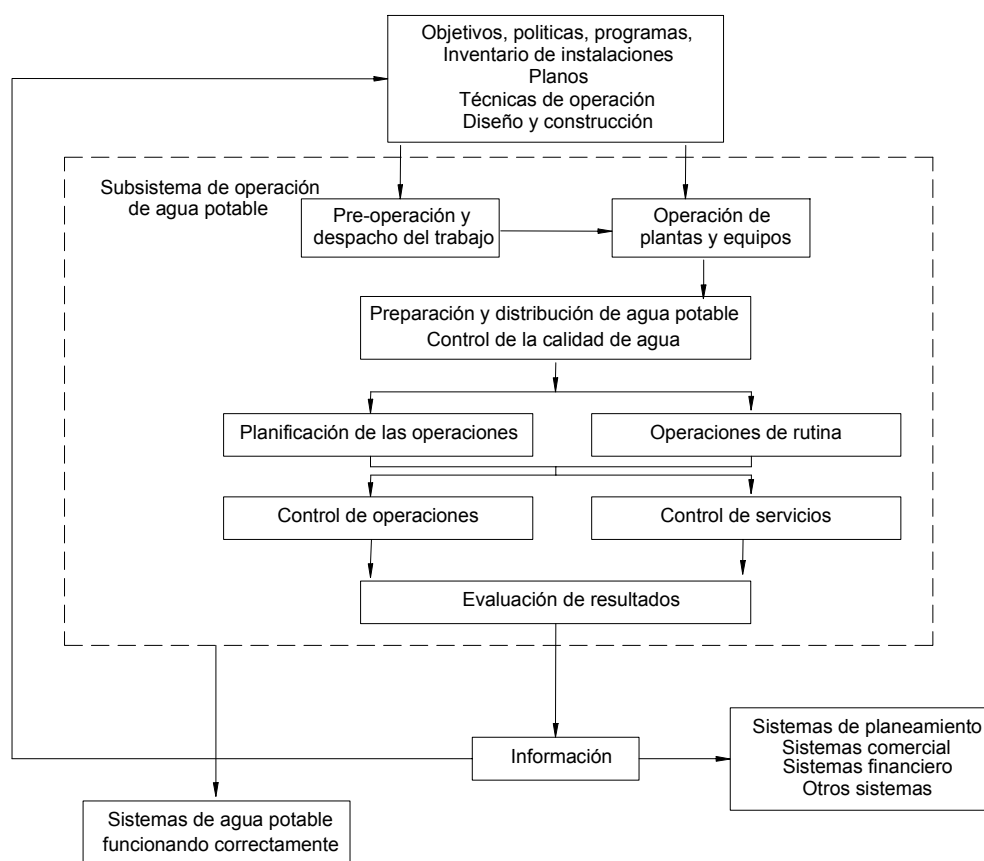 Objetivos, politicas, programas,
Inventario de instalaciones
Planos
Técnicas de operación
Diseño y construcción
Subsistema de operación
de agua potable
Pre-operación y
despacho del trabajo
Operación de
plantas y equipos
Preparación y distribución de agua potable
Control de la calidad de agua
Planificación de las operaciones
Operaciones de rutina
Control de operaciones
Control de servicios
Evaluación de resultados
Información
Sistemas de planeamiento
Sistemas comercial
Sistemas financiero
Otros sistemas
Sistemas de agua potable
funcionando correctamente